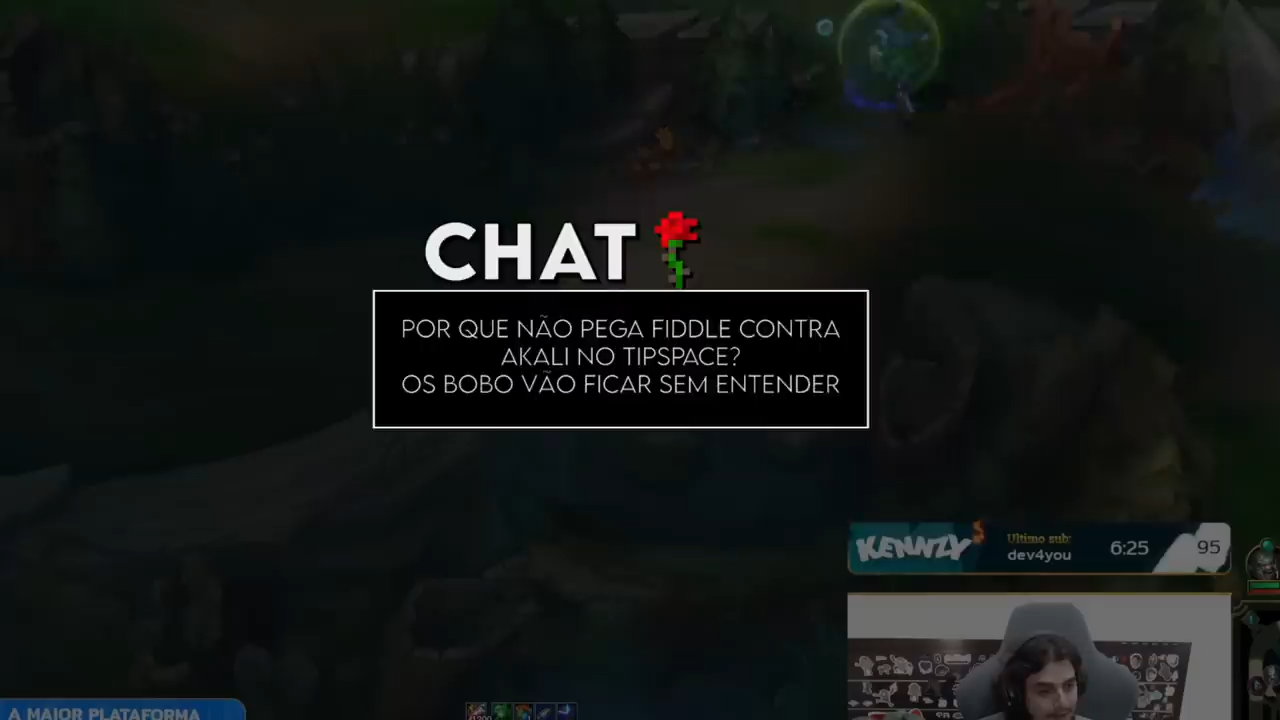 CHAT
POR QUE NÃO PEGA FIDDLE CONTRA
AKALI NO TIPSPACE?
OS BOBO VÃO FICAR SEM ENTENDER
KENNZY
Ultimo sub:
dev4you
6:25
95
A MAIOR PLATAFORMA